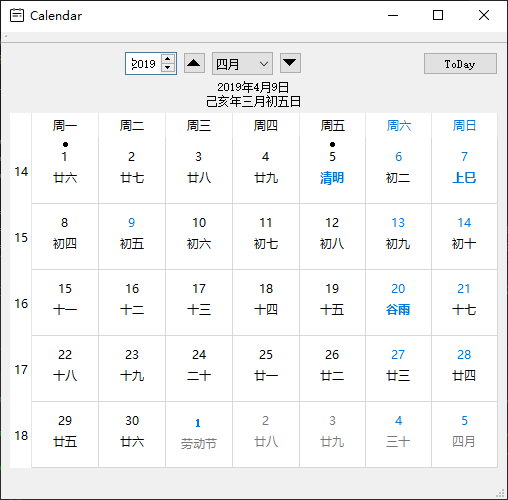 Calendar
2019 四月 ToDay
2019年4月9日
己亥年三月初五日
周一 周二 周三 周四 周五 周六 周日
14 1 2 3 4 5 6 7
廿六 廿七 廿八 廿九 清明 初二 上巳
15 8 9 10 11 12 13 14
初四 初五 初六 初七 初八 初九 初十
16 15 16 17 18 19 20 21
十一 十二 十三 十四 十五 谷雨 十七
17 22 23 24 25 26 27 28
十八 十九 二十 廿一 廿二 廿三 廿四
18 29 30 1 2 3 4 5
廿五 廿六 劳动节 廿八 廿九 三十 四月